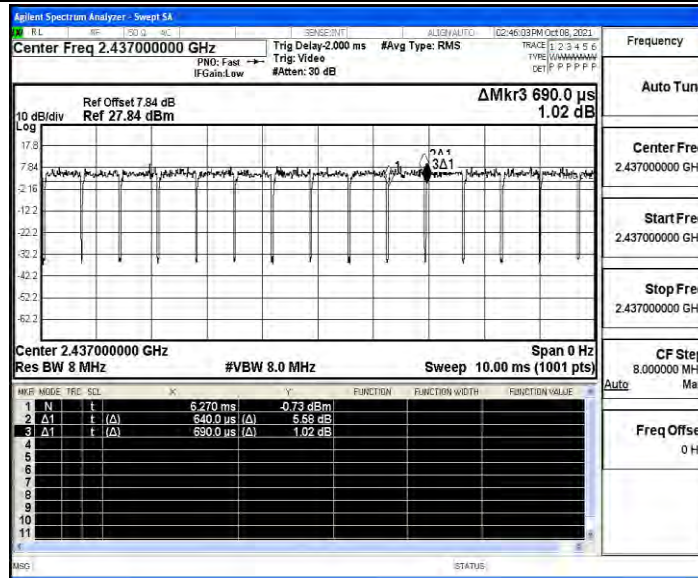 Agilent Spectrum Analyzer - Swept SA
RL RF 50 Ω AC SENSE:INT ALIGN AUTO 02:46:03 PM Oct 08, 2021
Center Freq 2.437000000 GHz
PNO: Fast
IFGain:Low
Trig Delay-2.000 ms
Trig: Video
#Atten: 30 dB
#Avg Type: RMS
TRACE 1 2 3 4 5 6
TYPE WWWWWW
DET P P P P P P
ΔMkr3 690.0 µs
1.02 dB
Ref Offset 7.84 dB
10 dB/div Ref 27.84 dBm
Log
17.8
7.84
-2.16
-12.2
-22.2
-32.2
-42.2
-52.2
-62.2
1
2Δ1
3Δ1
Center 2.437000000 GHz Span 0 Hz
Res BW 8 MHz #VBW 8.0 MHz Sweep 10.00 ms (1001 pts)
MKR MODE TRC SCL X Y FUNCTION FUNCTION WIDTH FUNCTION VALUE
1 N t 6.270 ms -0.73 dBm
2 Δ1 t (Δ) 640.0 µs (Δ) 5.58 dB
3 Δ1 t (Δ) 690.0 µs (Δ) 1.02 dB
4
5
6
7
8
9
10
11
MSG STATUS
Frequency
Auto Tun
Center Fre
2.437000000 GH
Start Fre
2.437000000 GH
Stop Fre
2.437000000 GH
CF Step
8.000000 MH
Auto Ma
Freq Offse
0 H